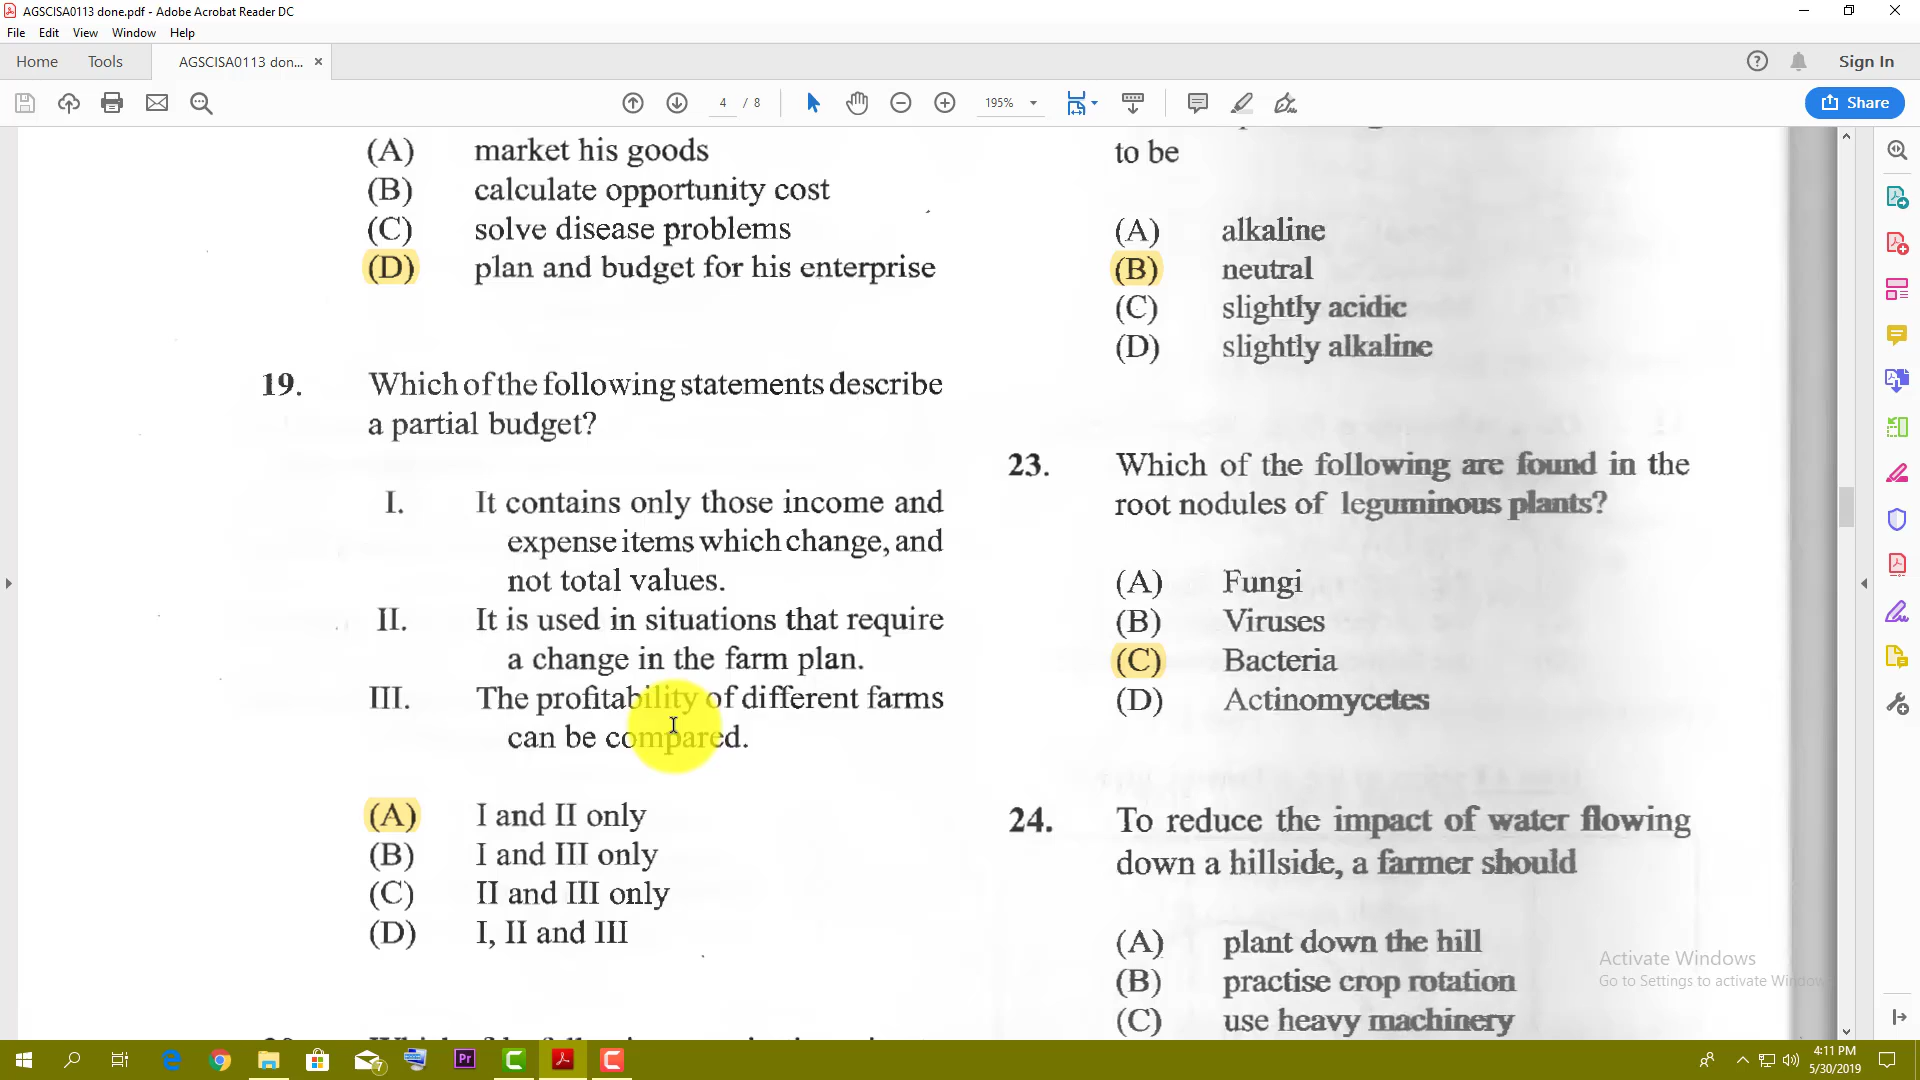 AGSCISA0113 done.pdf - Adobe Acrobat Reader DC
File Edit View Window Help
Home Tools AGSCISA0113 don... × Sign In
4 / 8 195% Share
(A) market his goods
(B) calculate opportunity cost
(C) solve disease problems
(D) plan and budget for his enterprise
19. Which of the following statements describe
a partial budget?
I. It contains only those income and
expense items which change, and
not total values.
II. It is used in situations that require
a change in the farm plan.
III. The profitability of different farms
can be compared.
(A) I and II only
(B) I and III only
(C) II and III only
(D) I, II and III
to be
(A) alkaline
(B) neutral
(C) slightly acidic
(D) slightly alkaline
23. Which of the following are found in the
root nodules of leguminous plants?
(A) Fungi
(B) Viruses
(C) Bacteria
(D) Actinomycetes
24. To reduce the impact of water flowing
down a hillside, a farmer should
(A) plant down the hill
(B) practise crop rotation
(C) use heavy machinery
Activate Windows
Go to Settings to activate Windows
7 Pr 4:11 PM
5/30/2019